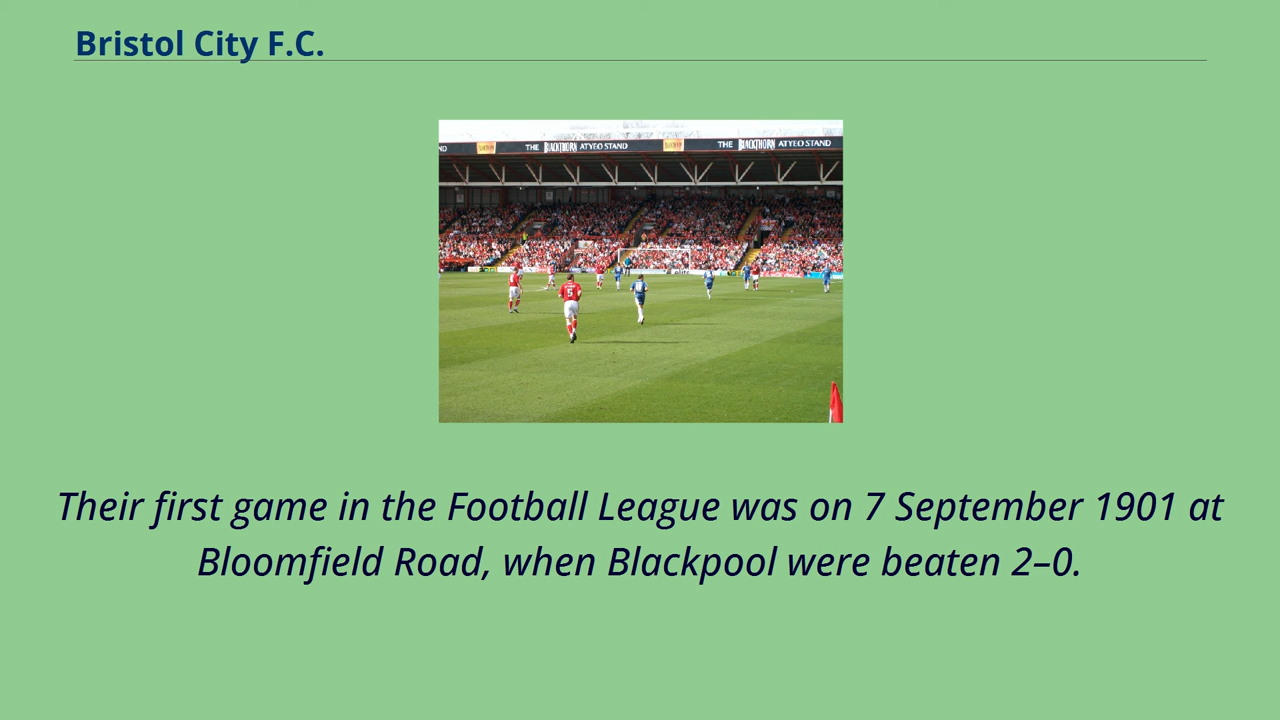 Bristol City F.C.
THE BLACKTHORN ATYEO STAND THE BLACKTHORN ATYEO STAND
5
Their first game in the Football League was on 7 September 1901 at
Bloomfield Road, when Blackpool were beaten 2–0.